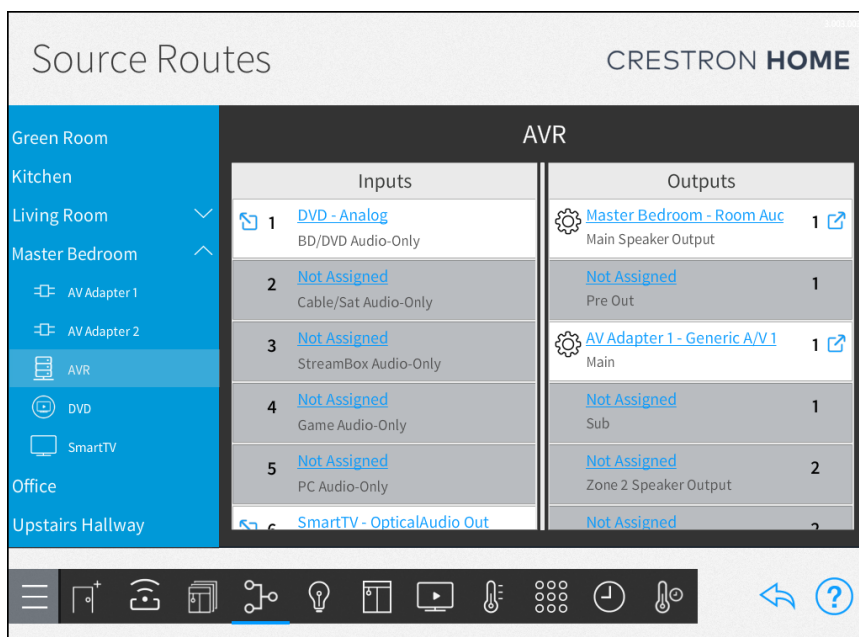 Source Routes
CRESTRON HOME
Green Room
Kitchen
Living Room
Master Bedroom
AV Adapter 1
AV Adapter 2
AVR
DVD
SmartTV
Office
Upstairs Hallway
AVR
Inputs
1 DVD - Analog
BD/DVD Audio-Only
2 Not Assigned
Cable/Sat Audio-Only
3 Not Assigned
StreamBox Audio-Only
4 Not Assigned
Game Audio-Only
5 Not Assigned
PC Audio-Only
SmartTV - OpticalAudio Out
Outputs
Master Bedroom - Room Auc 1
Main Speaker Output
Not Assigned 1
Pre Out
AV Adapter 1 - Generic A/V 1 1
Main
Not Assigned 1
Sub
Not Assigned 2
Zone 2 Speaker Output
Not Assigned 2
?